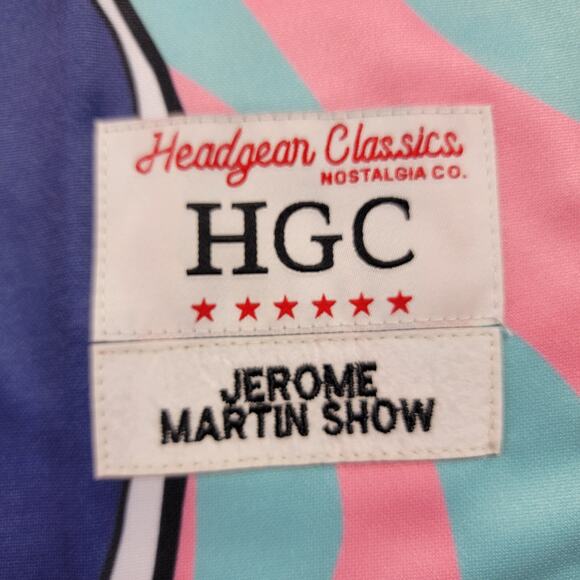 Headgear Classics
NOSTALGIA CO.
HGC
JEROME
MARTIN SHOW